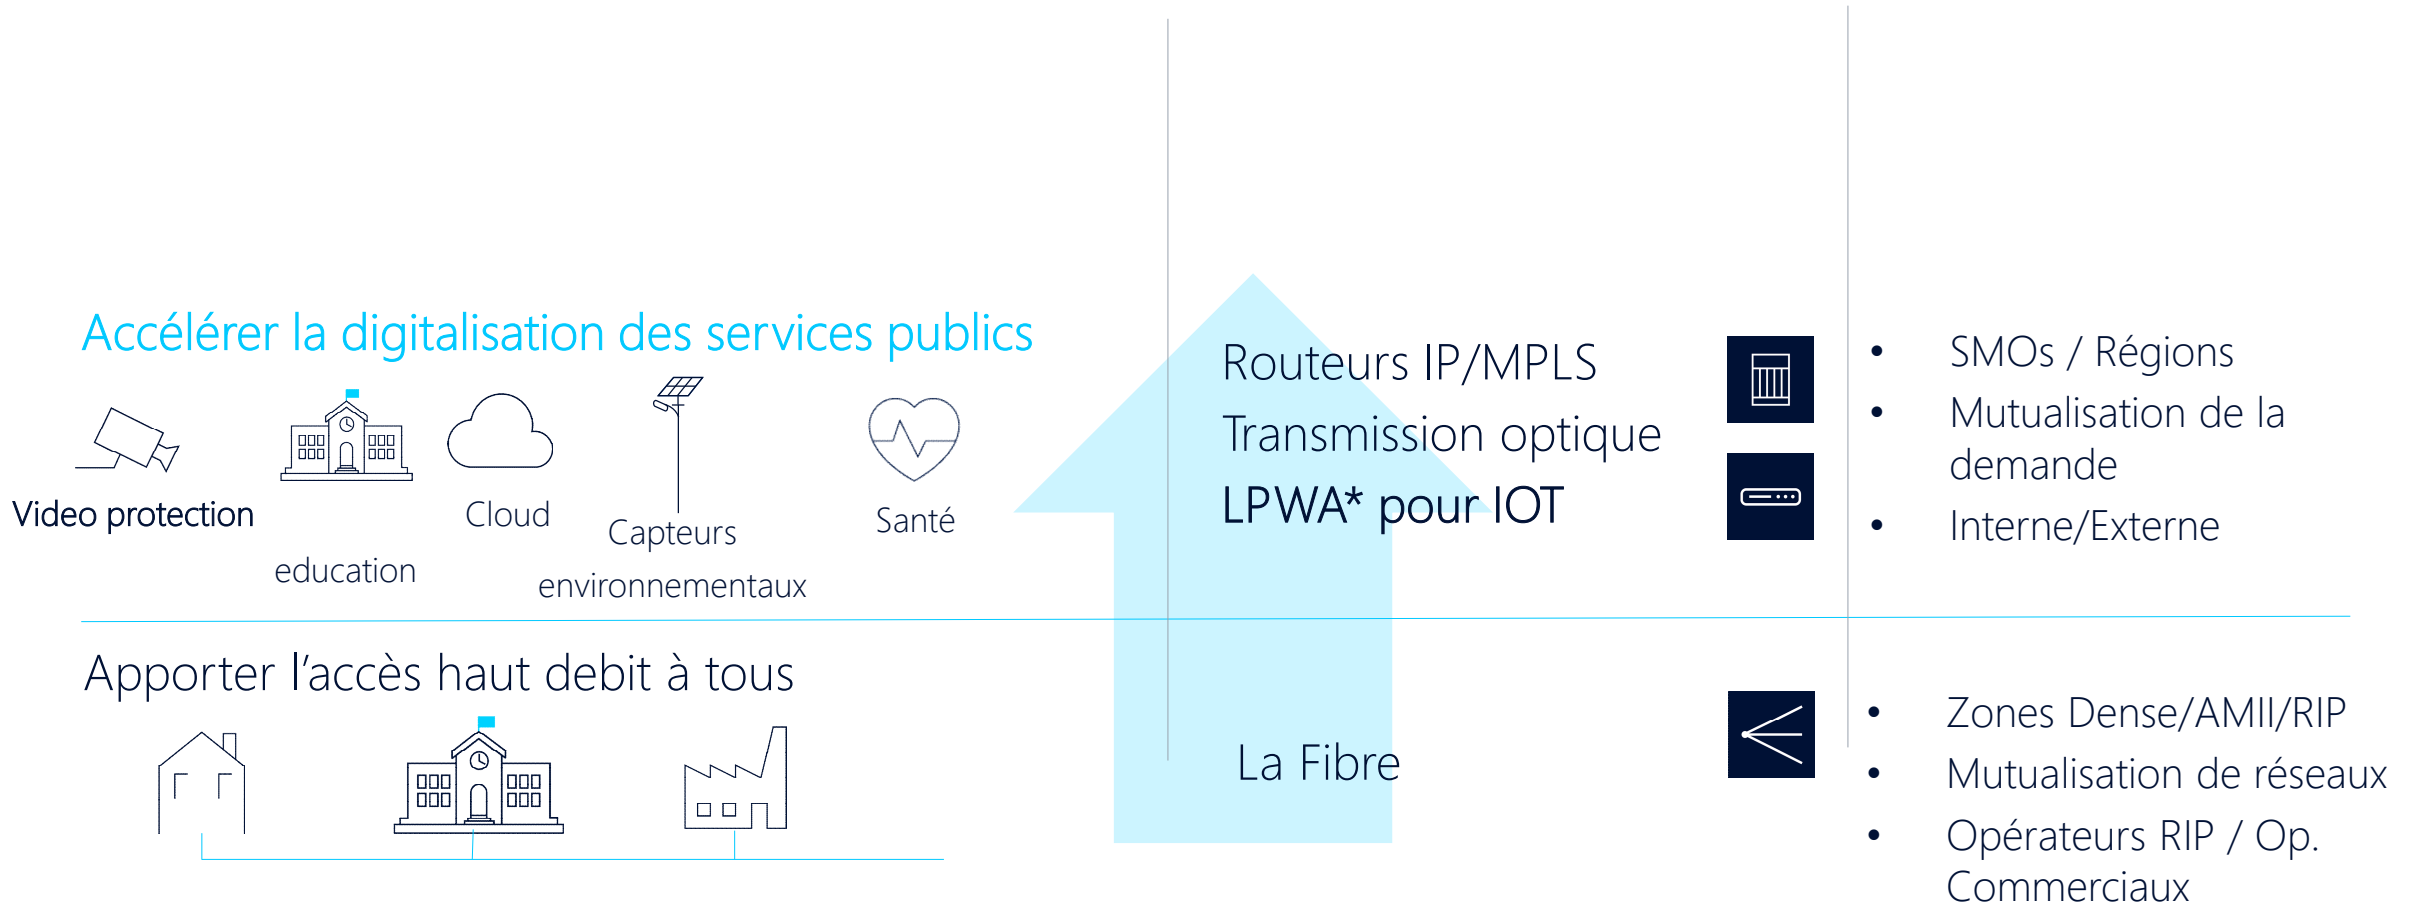 Accélérer la digitalisation des services publics
Video protection
education
Cloud
Capteurs
environnementaux
Santé
Routeurs IP/MPLS
Transmission optique
LPWA* pour IOT
• SMOs / Régions
• Mutualisation de la
demande
• Interne/Externe
Apporter l’accès haut debit à tous
La Fibre
• Zones Dense/AMII/RIP
• Mutualisation de réseaux
• Opérateurs RIP / Op.
Commerciaux